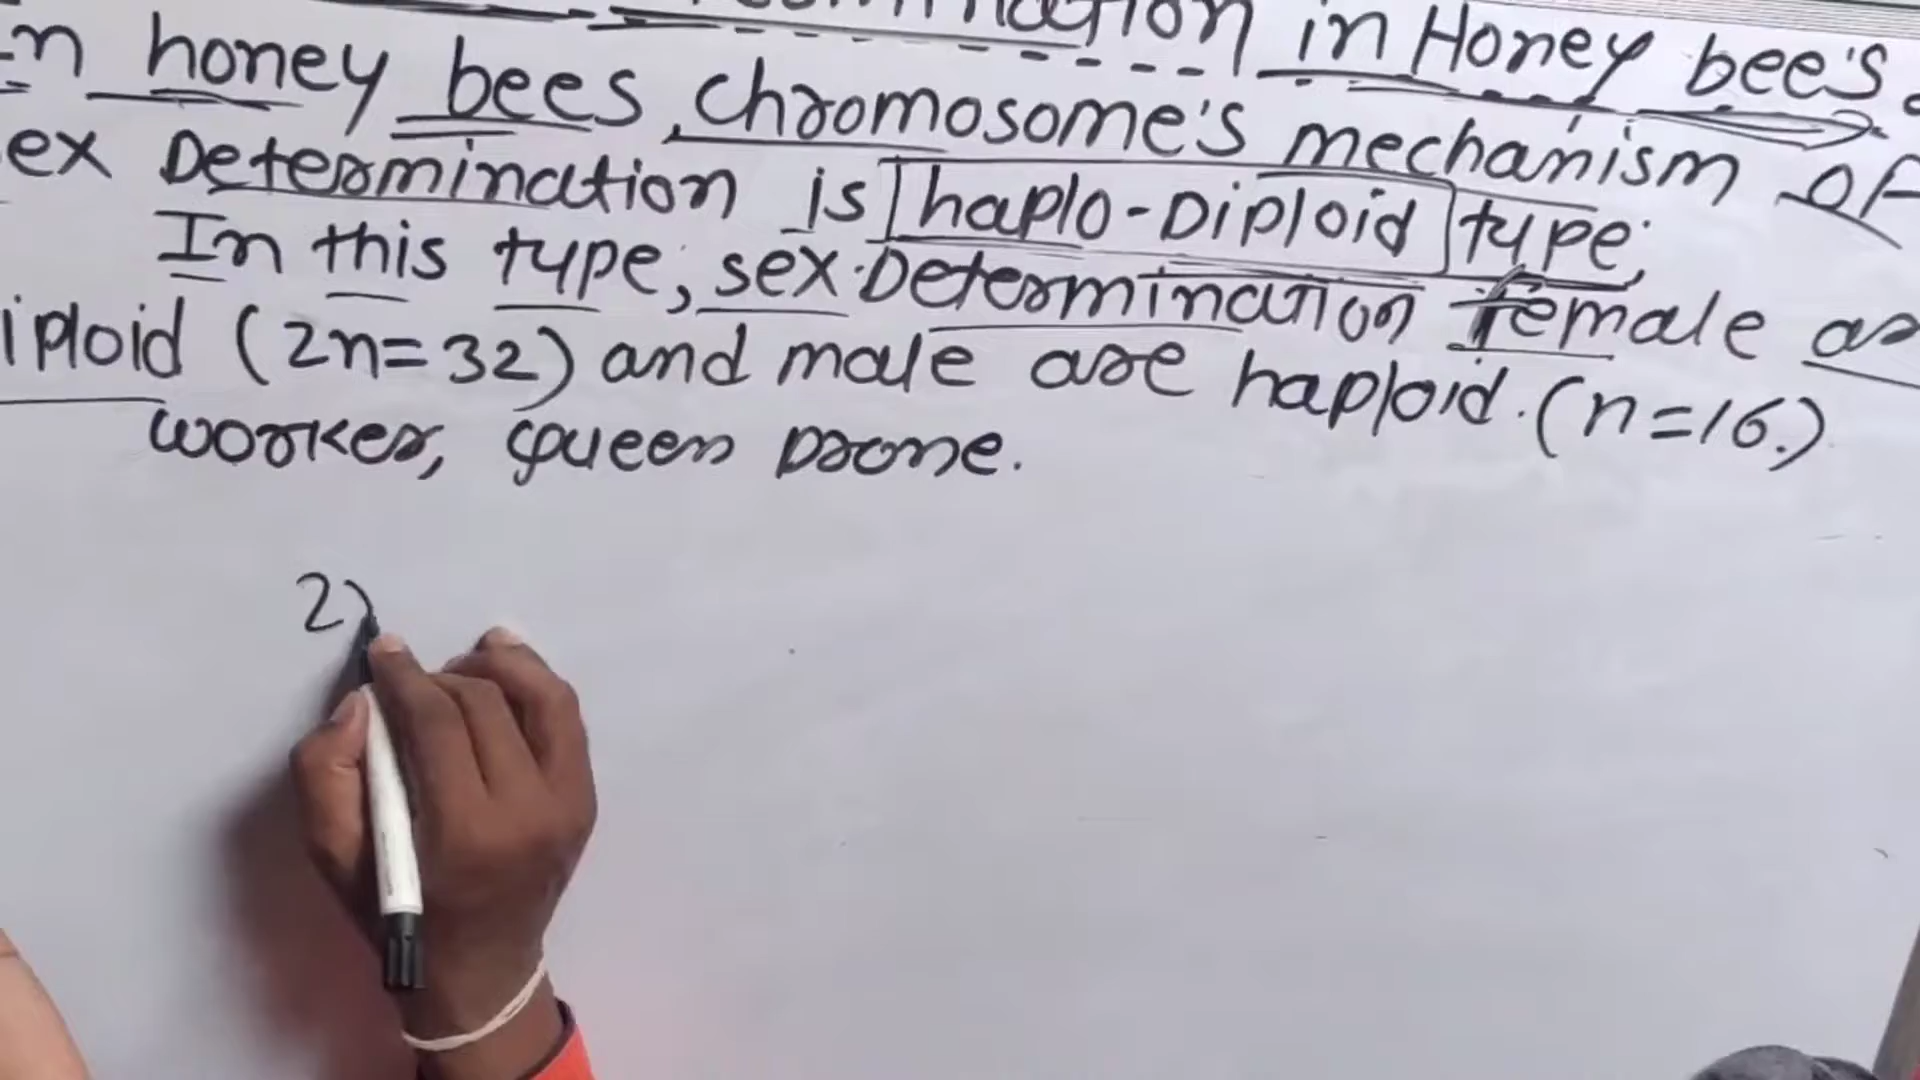 in Honey bee's.
honey bees, chromosome's mechanism of
ex Determination is haplo-Diploid type;
In this type, sex Determination female as
iploid (2n=32) and male are haploid. (n=16.)
worker, queen Drone.
2)